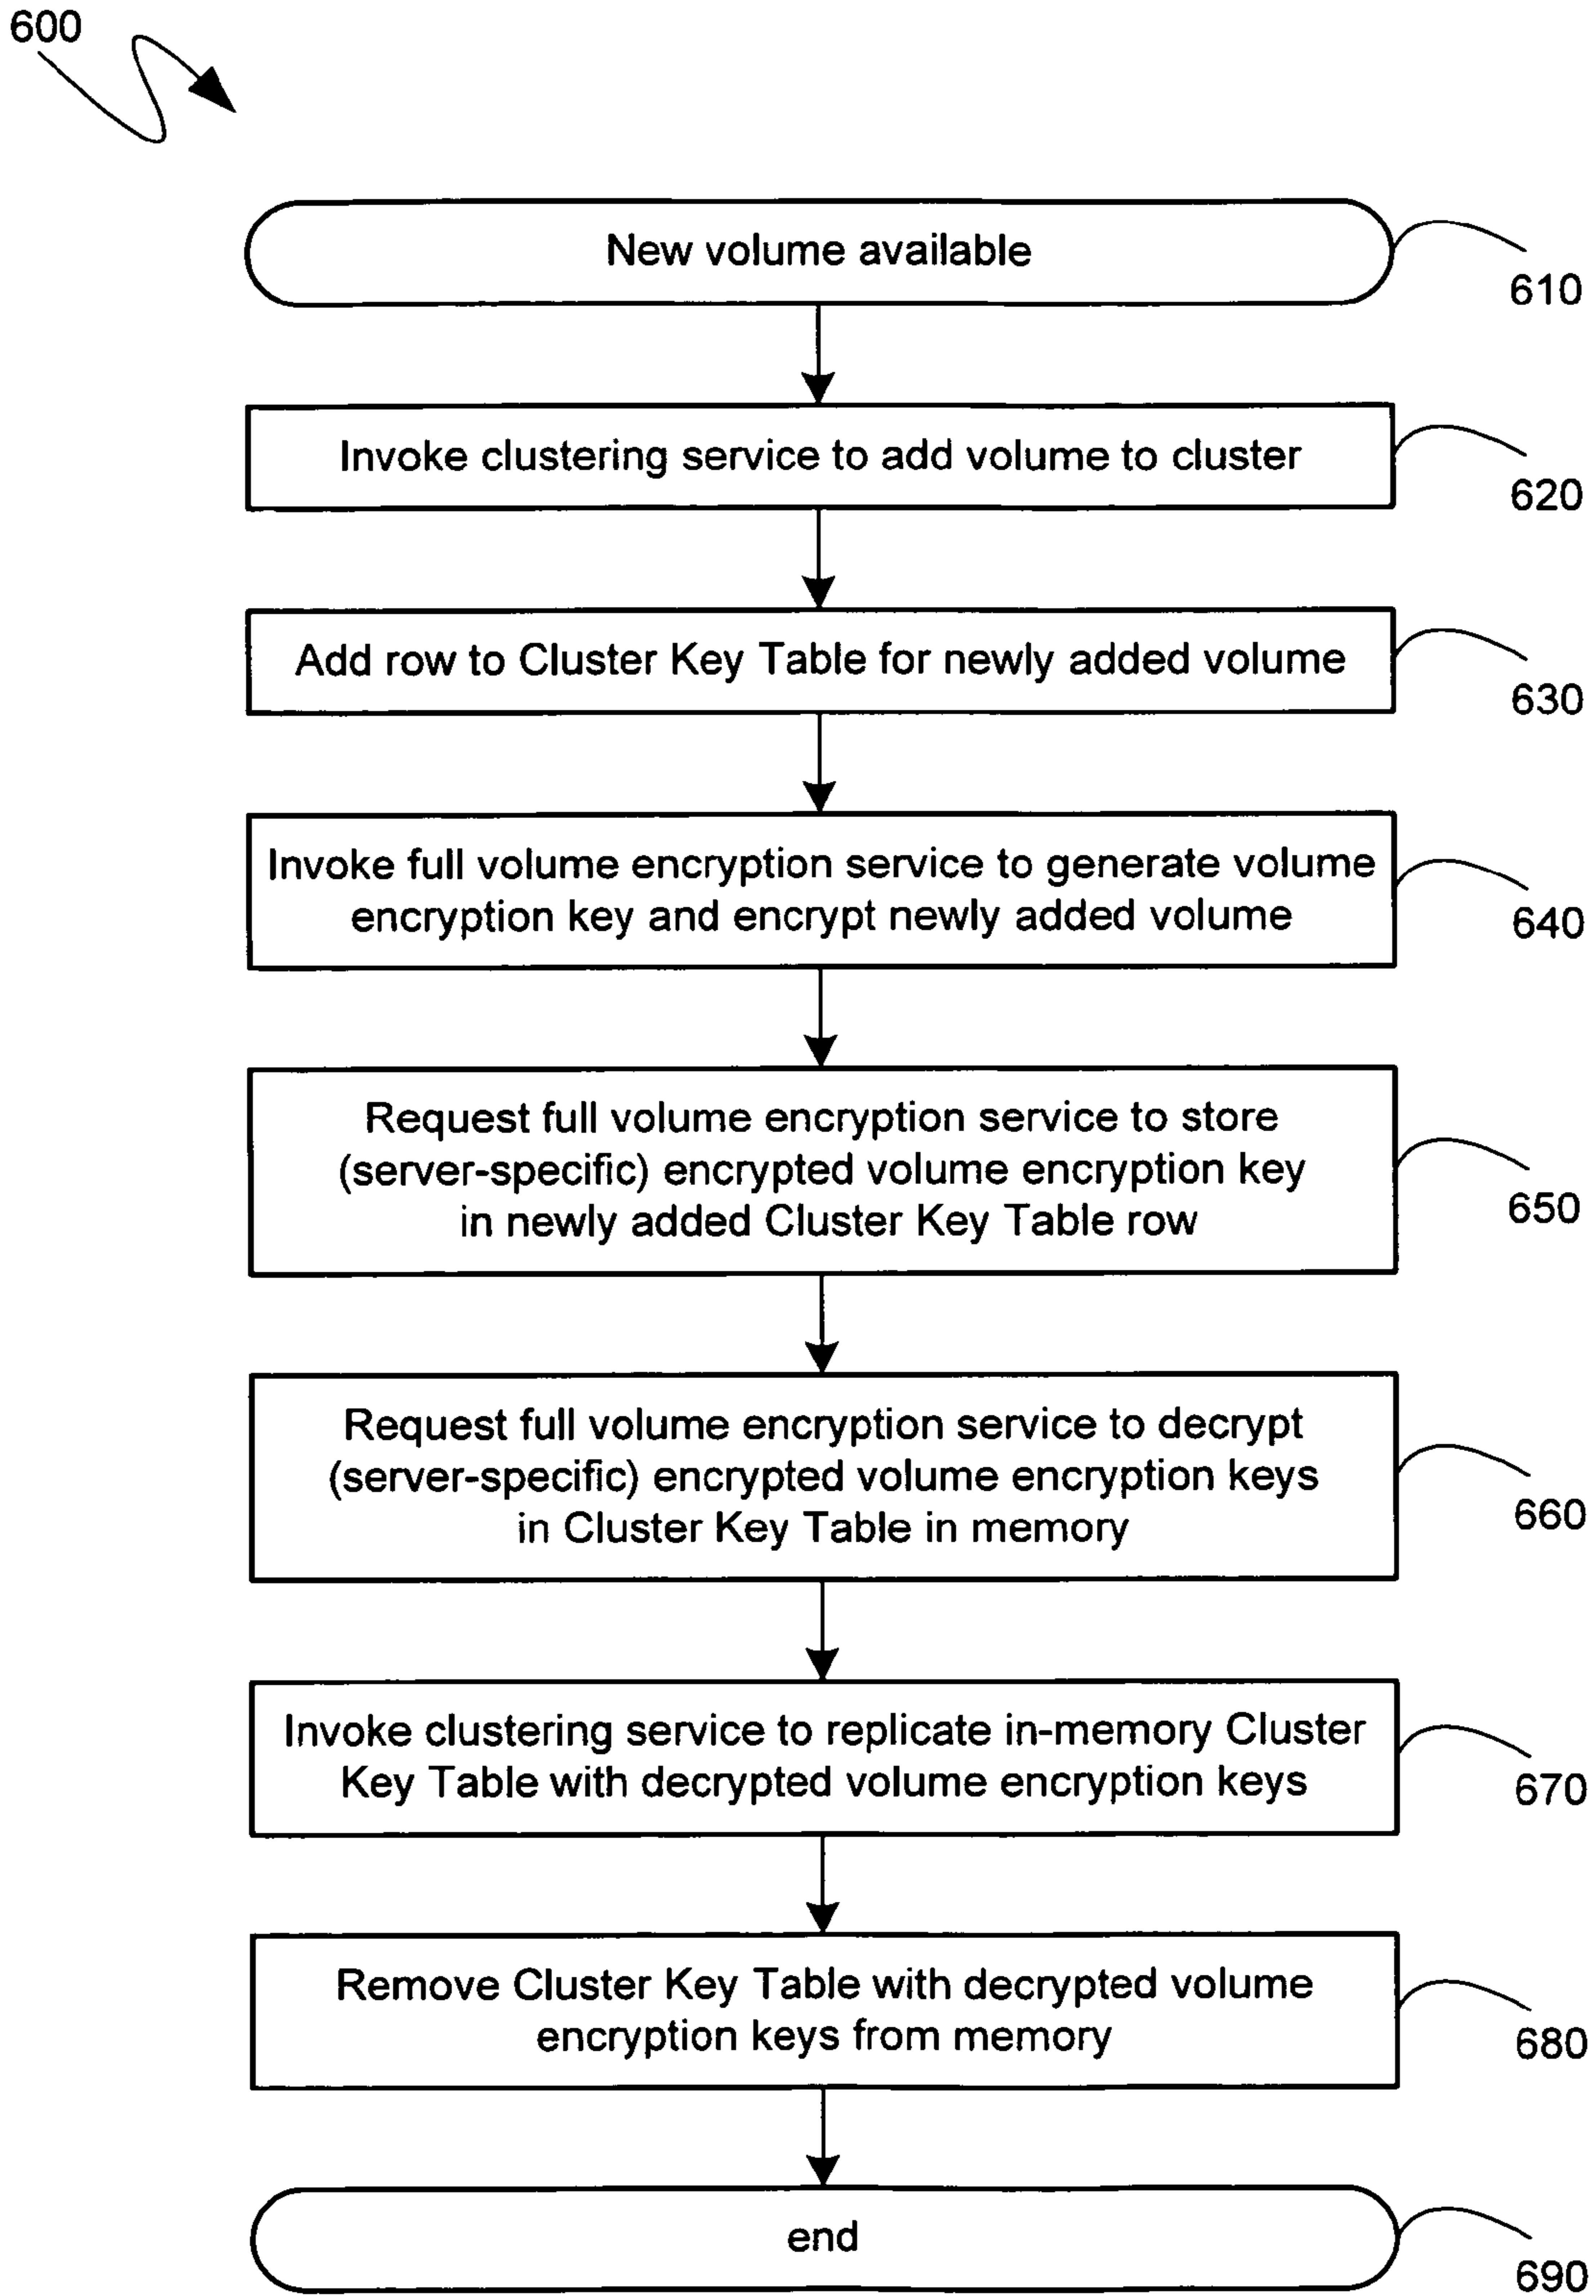 600
New volume available
610
Invoke clustering service to add volume to cluster
620
Add row to Cluster Key Table for newly added volume
630
Invoke full volume encryption service to generate volume
encryption key and encrypt newly added volume
640
Request full volume encryption service to store
(server-specific) encrypted volume encryption key
in newly added Cluster Key Table row
650
Request full volume encryption service to decrypt
(server-specific) encrypted volume encryption keys
in Cluster Key Table in memory
660
Invoke clustering service to replicate in-memory Cluster
Key Table with decrypted volume encryption keys
670
Remove Cluster Key Table with decrypted volume
encryption keys from memory
680
end
690